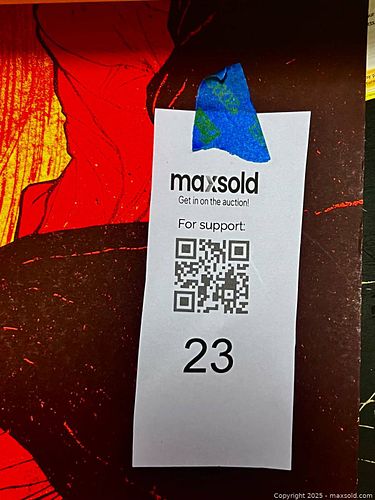 maxsold
Get in on the auction!
For support:
23
Copyright 2025 - maxsold.com